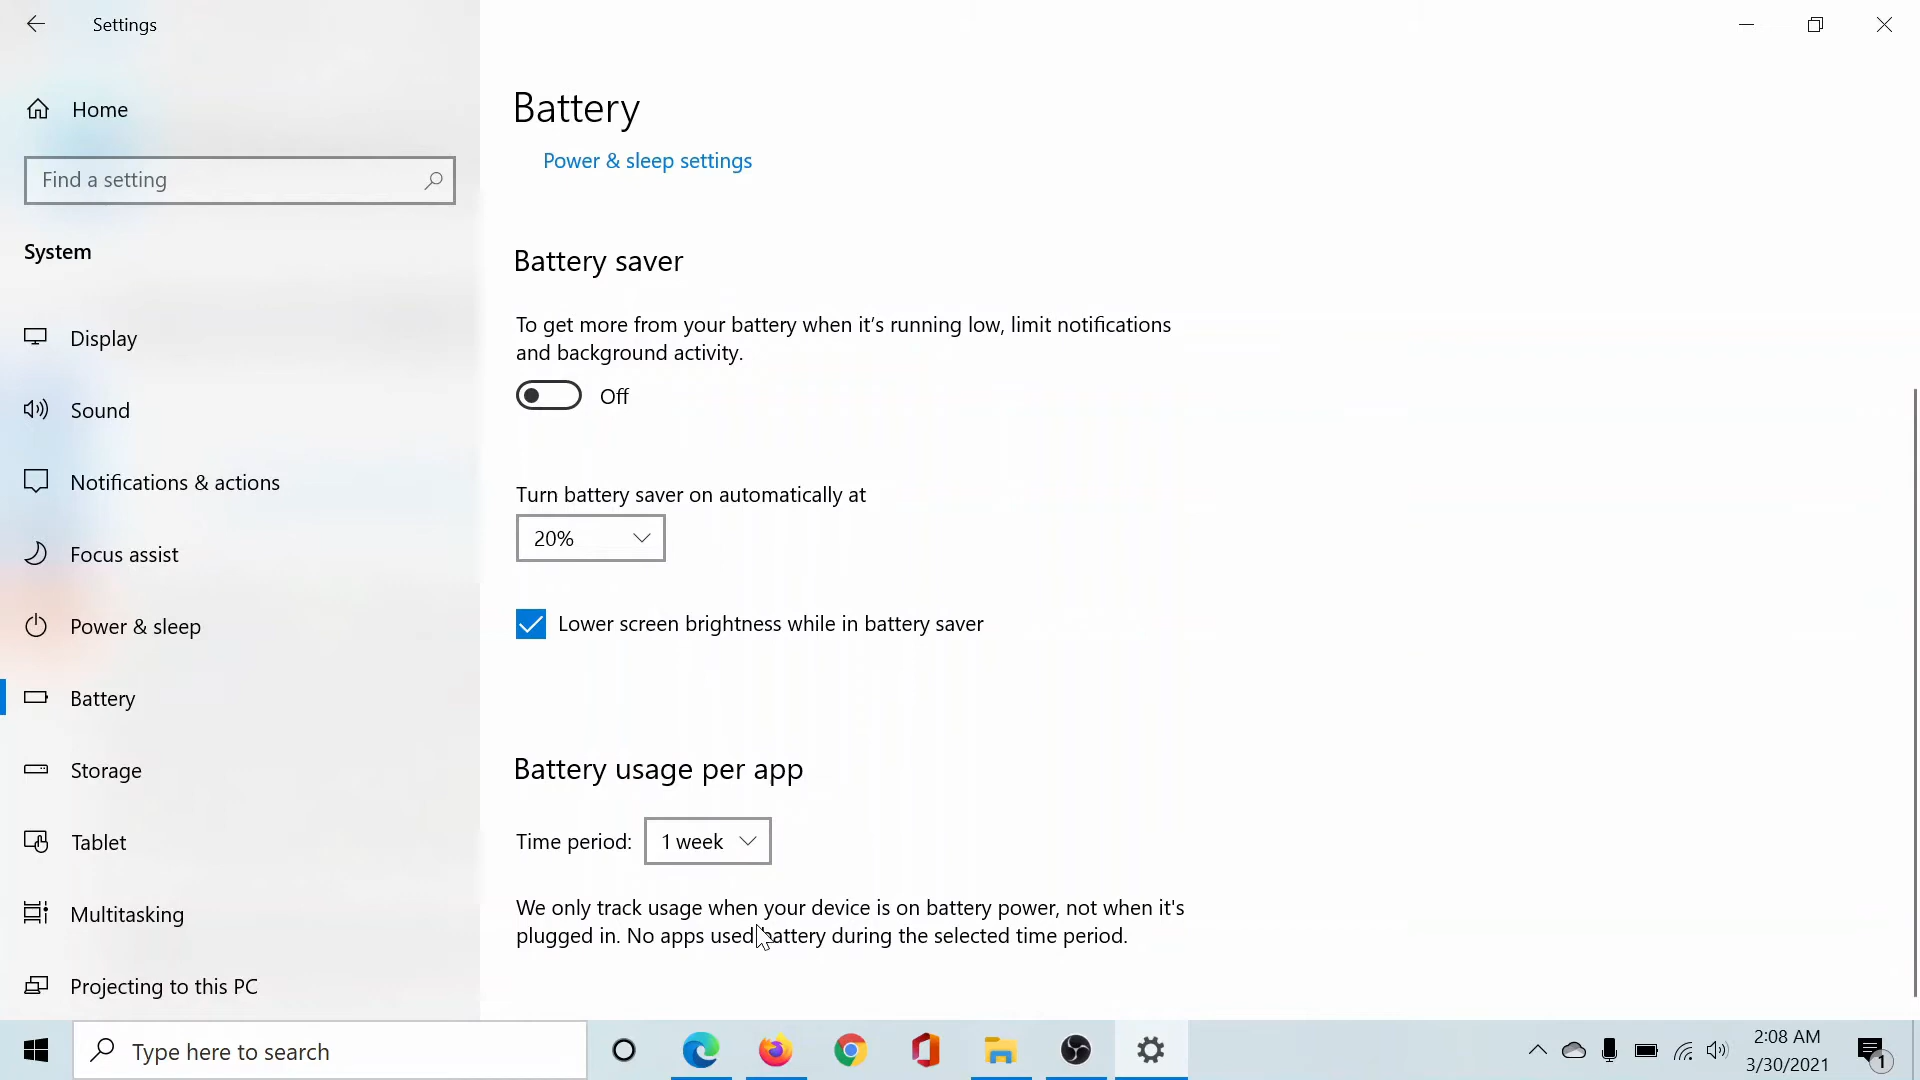 Settings
Home
Find a setting
System
Display
Sound
Notifications & actions
Focus assist
Power & sleep
Battery
Storage
Tablet
Multitasking
Projecting to this PC
Battery
Power & sleep settings
Battery saver
To get more from your battery when it's running low, limit notifications
and background activity.
Off
Turn battery saver on automatically at
20%
Lower screen brightness while in battery saver
Battery usage per app
Time period: 1 week
We only track usage when your device is on battery power, not when it's
plugged in. No apps used battery during the selected time period.
Type here to search
2:08 AM
3/30/2021
1